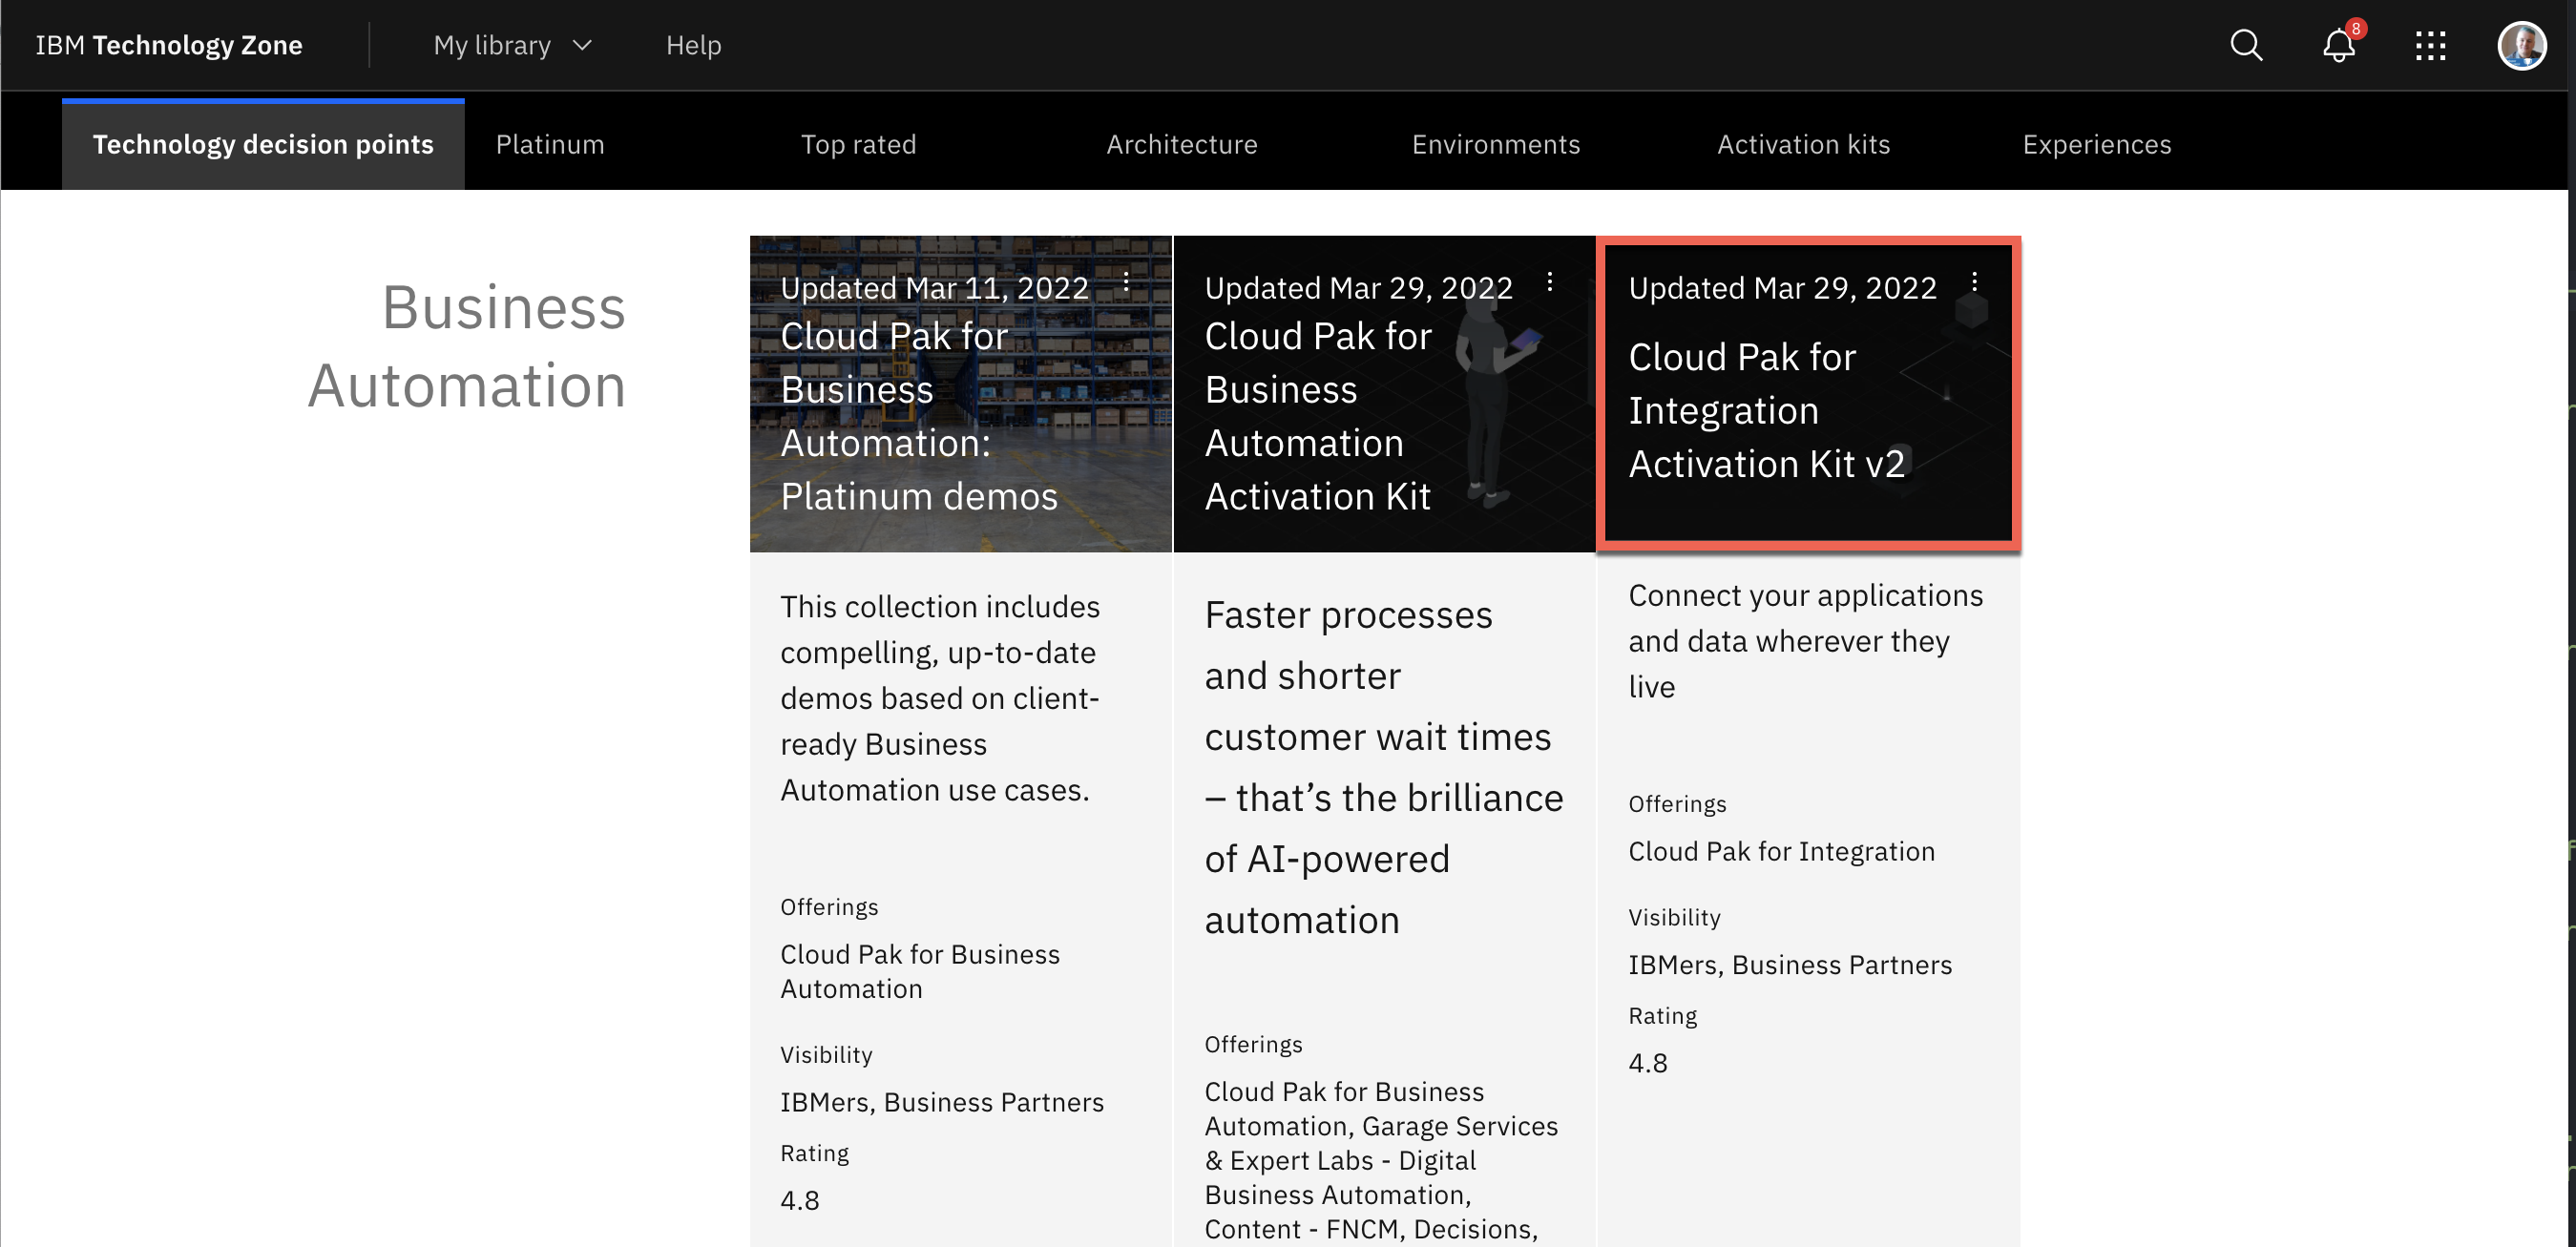 IBM Technology Zone
My library
Help
8
Technology decision points
Platinum
Top rated
Architecture
Environments
Activation kits
Experiences
Business
Automation
Updated Mar 11, 2022
Cloud Pak for
Business
Automation:
Platinum demos
This collection includes
compelling, up-to-date
demos based on client-
ready Business
Automation use cases.
Offerings
Cloud Pak for Business
Automation
Visibility
IBMers, Business Partners
Rating
4.8
Updated Mar 29, 2022
Cloud Pak for
Business
Automation
Activation Kit
Faster processes
and shorter
customer wait times
– that’s the brilliance
of AI-powered
automation
Offerings
Cloud Pak for Business
Automation, Garage Services
& Expert Labs - Digital
Business Automation,
Content - FNCM, Decisions,
Updated Mar 29, 2022
Cloud Pak for
Integration
Activation Kit v2
Connect your applications
and data wherever they
live
Offerings
Cloud Pak for Integration
Visibility
IBMers, Business Partners
Rating
4.8